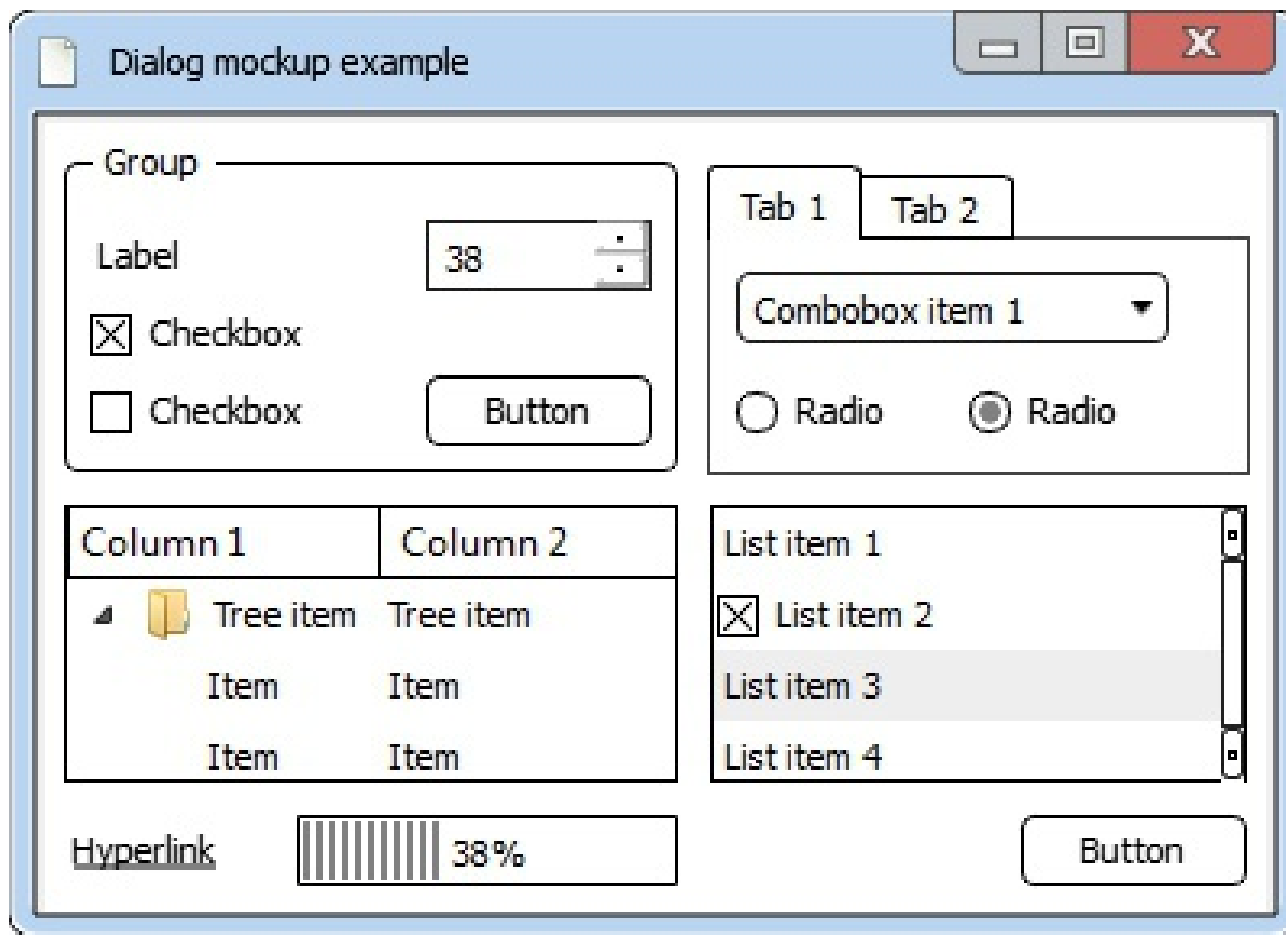 Dialog mockup example
Group
Label
38
Checkbox
Checkbox
Button
Tab 1
Tab 2
Combobox item 1
Radio
Radio
Column 1
Column 2
Tree item
Tree item
Item
Item
Item
Item
List item 1
List item 2
List item 3
List item 4
Hyperlink
38%
Button